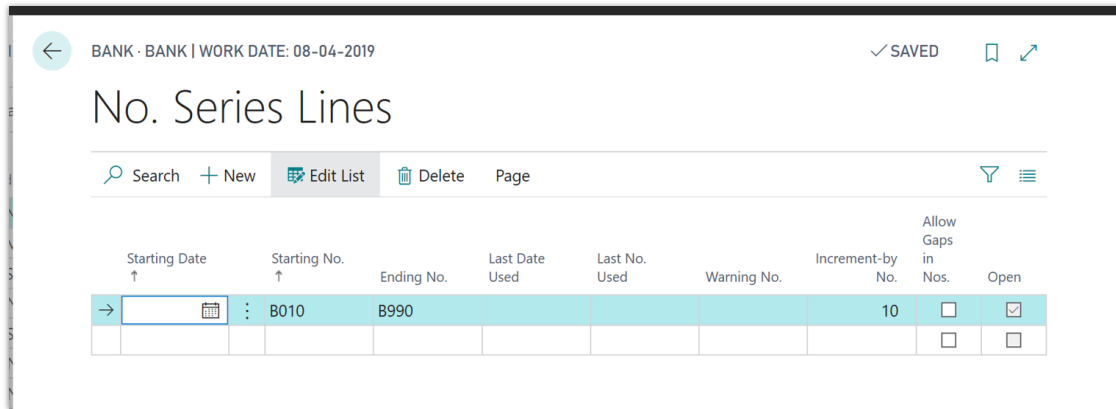 BANK · BANK | WORK DATE: 08-04-2019
SAVED
No. Series Lines
Search New Edit List Delete Page
Starting Date Starting No. Ending No. Last Date Used Last No. Used Warning No. Increment-by No. Allow Gaps in Nos. Open
B010 B990 10